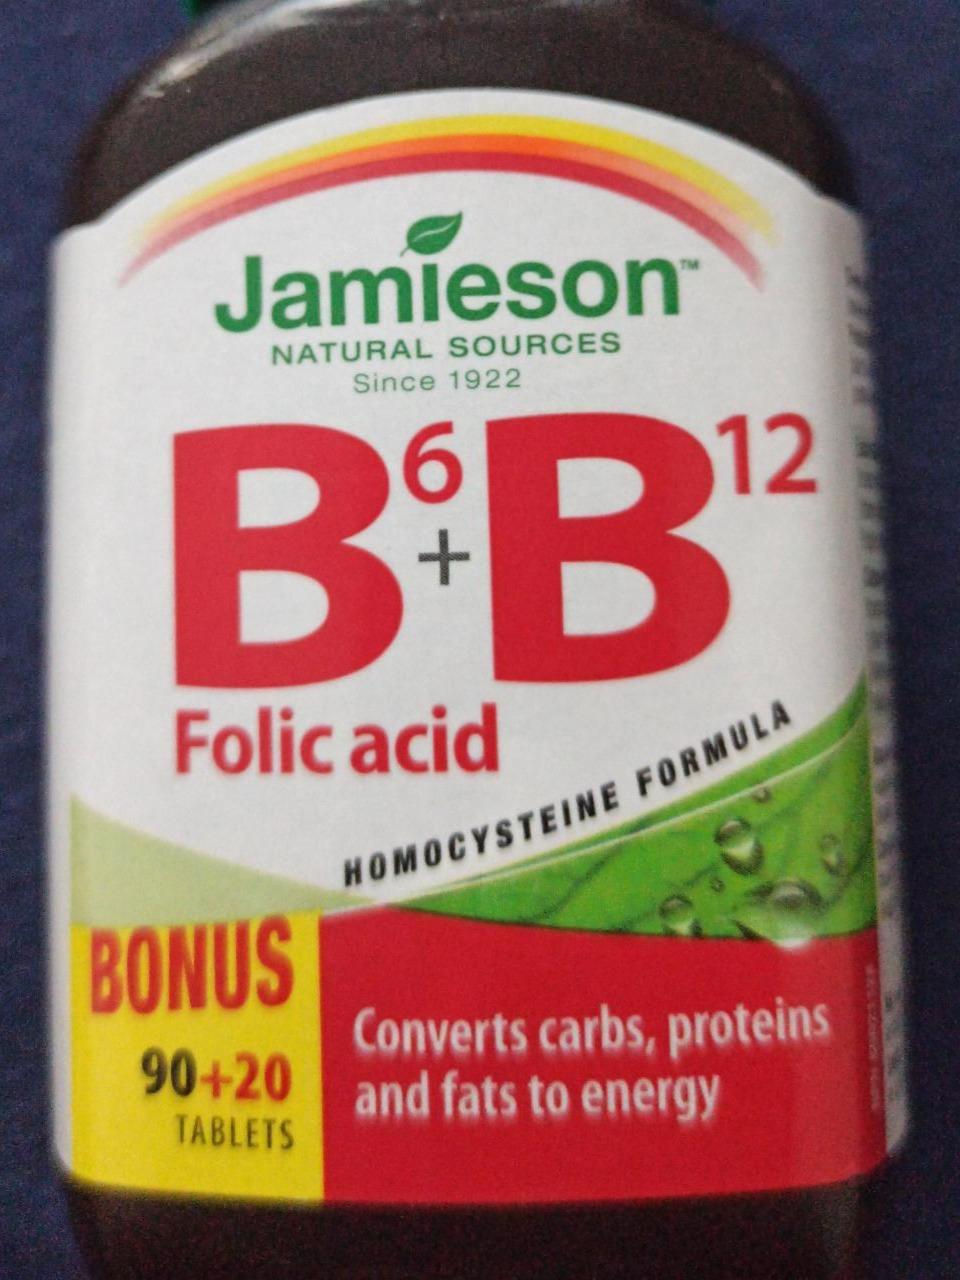 Jamieson™
NATURAL SOURCES
Since 1922
B6 + B12
Folic acid
HOMOCYSTEINE FORMULA
BONUS
90+20
TABLETS
Converts carbs, proteins
and fats to energy